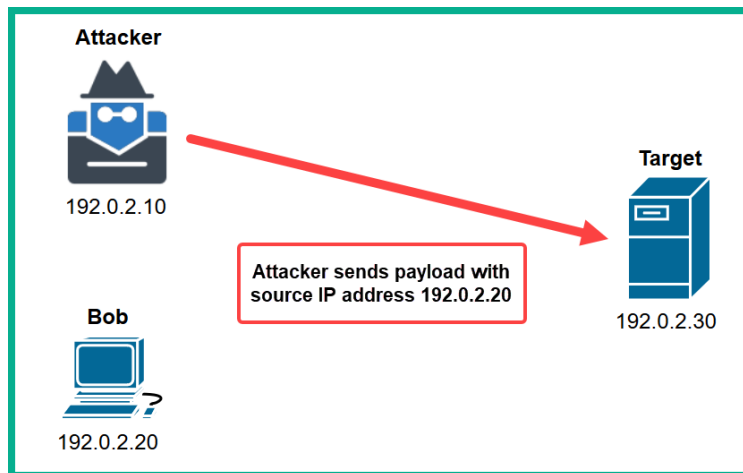 Attacker
192.0.2.10
Target
192.0.2.30
Attacker sends payload with
source IP address 192.0.2.20
Bob
192.0.2.20